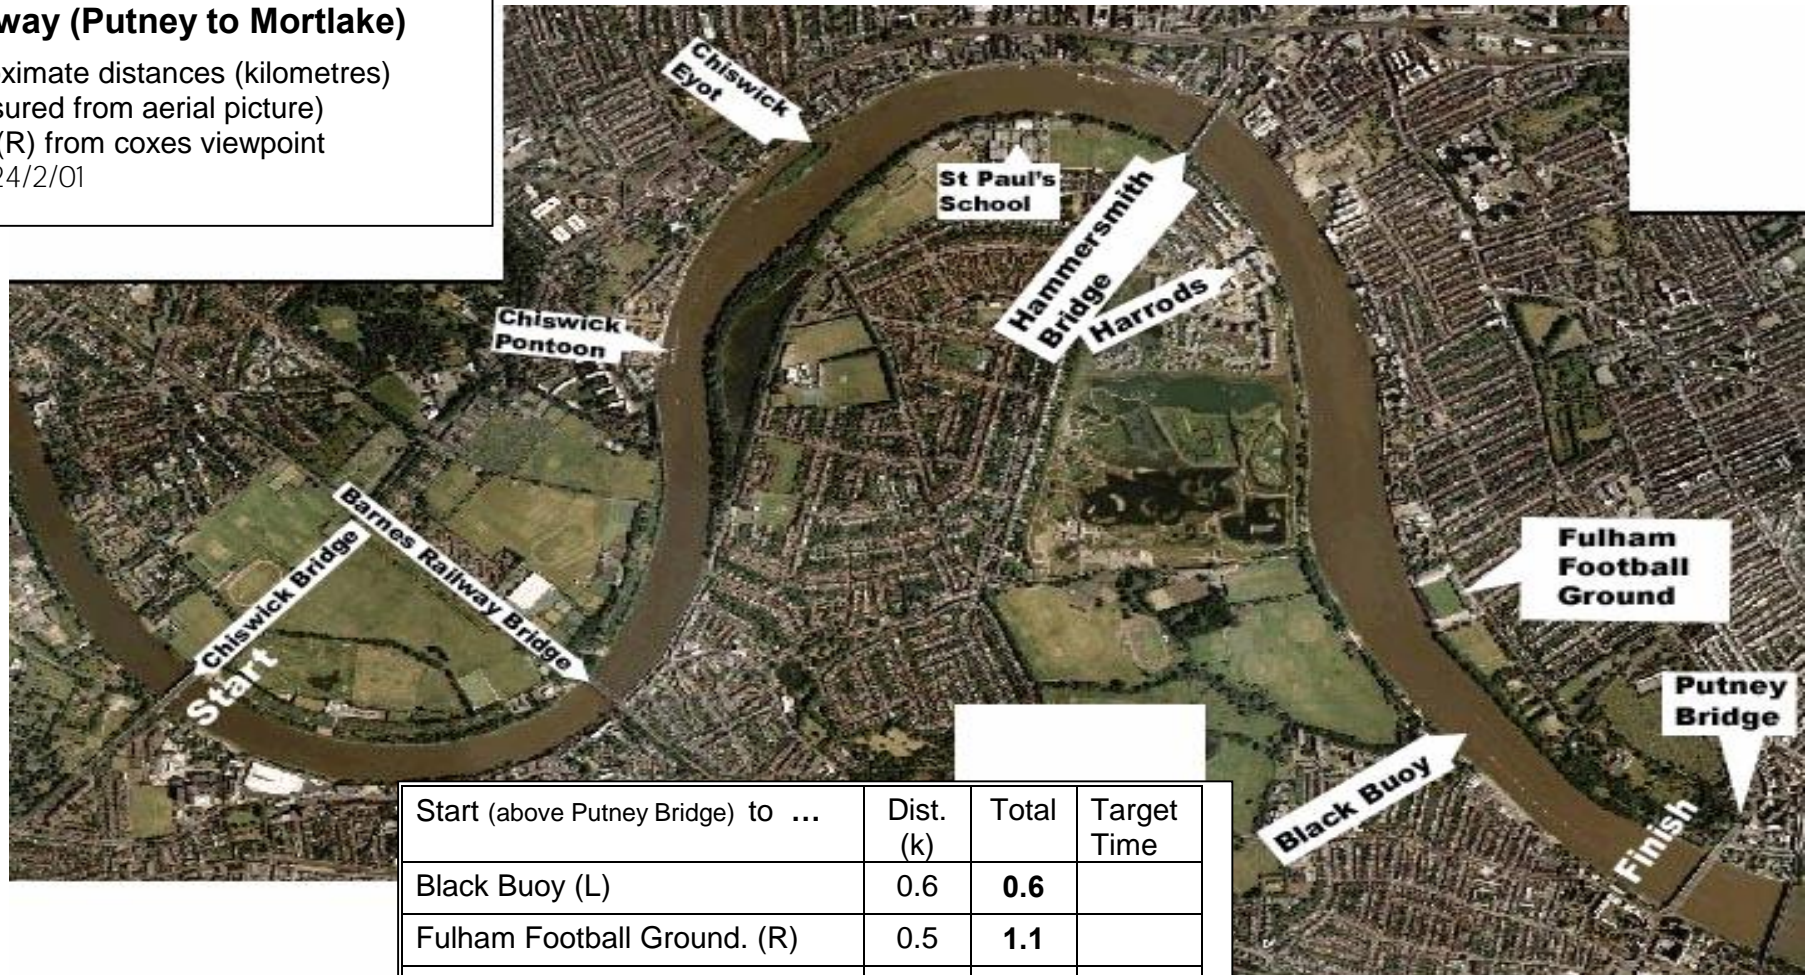 way (Putney to Mortlake)
oximate distances (kilometres)
sured from aerial picture)
(R) from coxes viewpoint
24/2/01
Chiswick
Eyot
St Paul's
School
Hammersmith
Bridge
Harrods
Chiswick
Pontoon
Barnes Railway Bridge
Chiswick Bridge
Start
Fulham
Football
Ground
Putney
Bridge
Black Buoy
Finish
Start (above Putney Bridge) to ... Dist. (k) Total Target Time
Black Buoy (L) 0.6 0.6
Fulham Football Ground. (R) 0.5 1.1